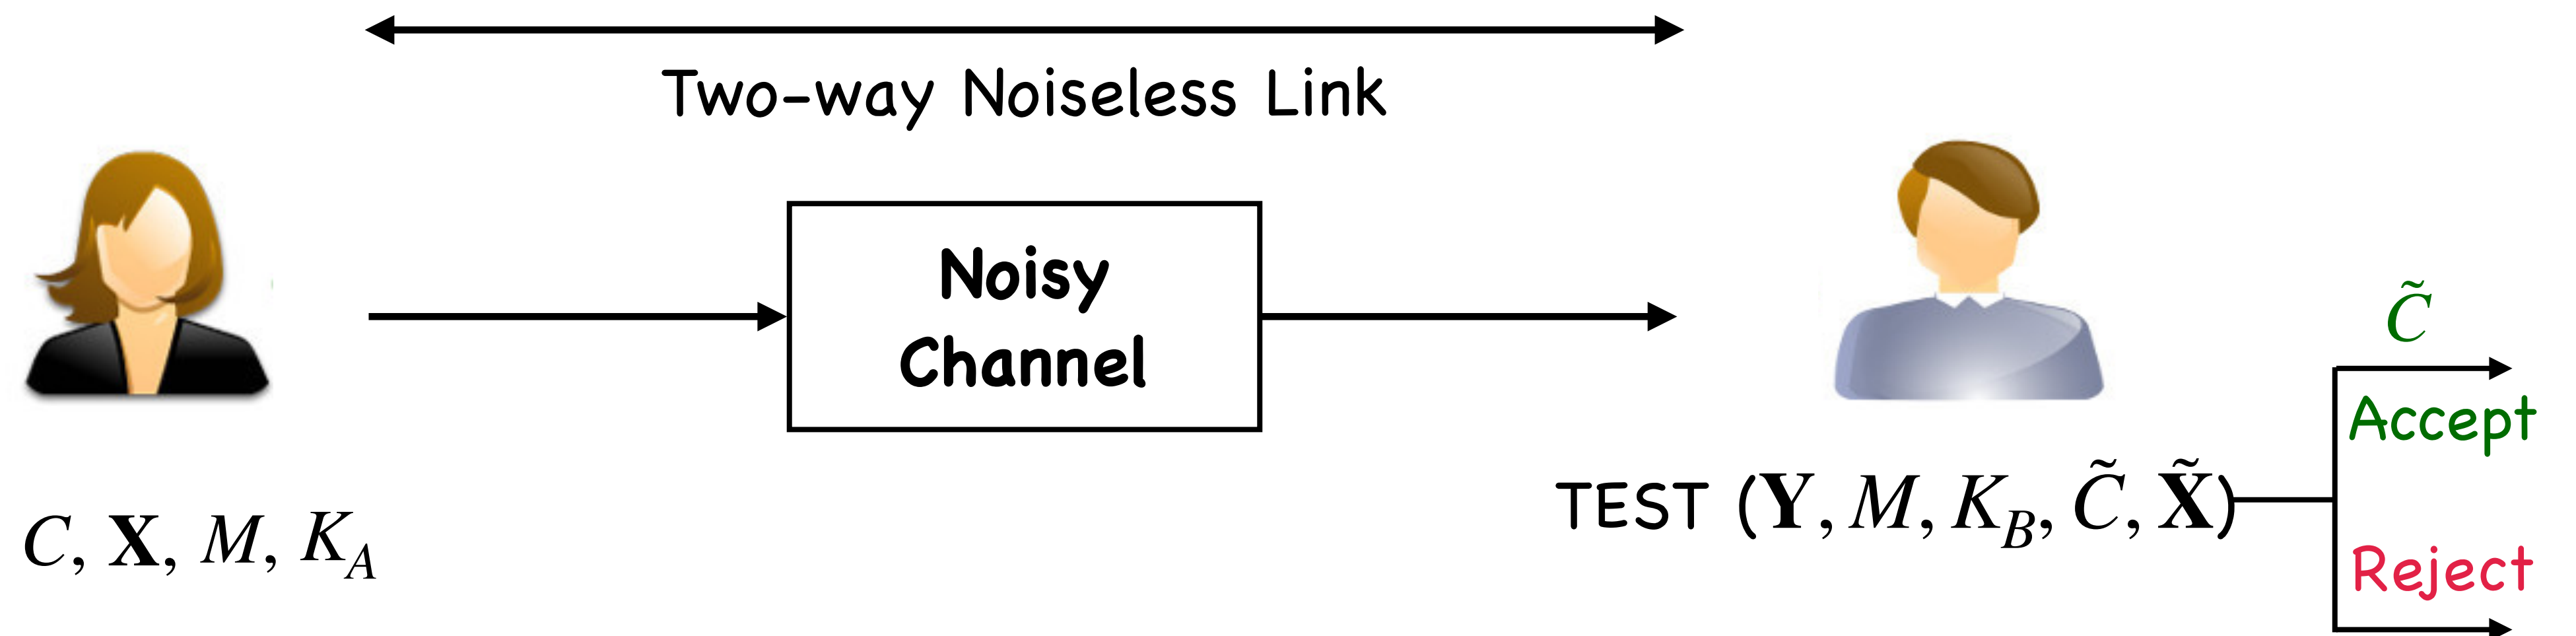 Two-way Noiseless Link
Noisy
Channel
C̃
Accept
TEST (Y, M, K_B, C̃, X̃)
C, X, M, K_A
Reject